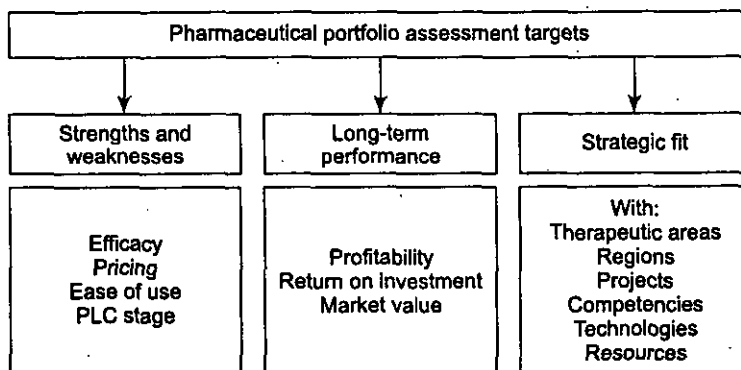 Pharmaceutical portfolio assessment targets
Strengths and
weaknesses
Efficacy
Pricing
Ease of use
PLC stage
Long-term
performance
Profitability
Return on investment
Market value
Strategic fit
With:
Therapeutic areas
Regions
Projects
Competencies
Technologies
Resources